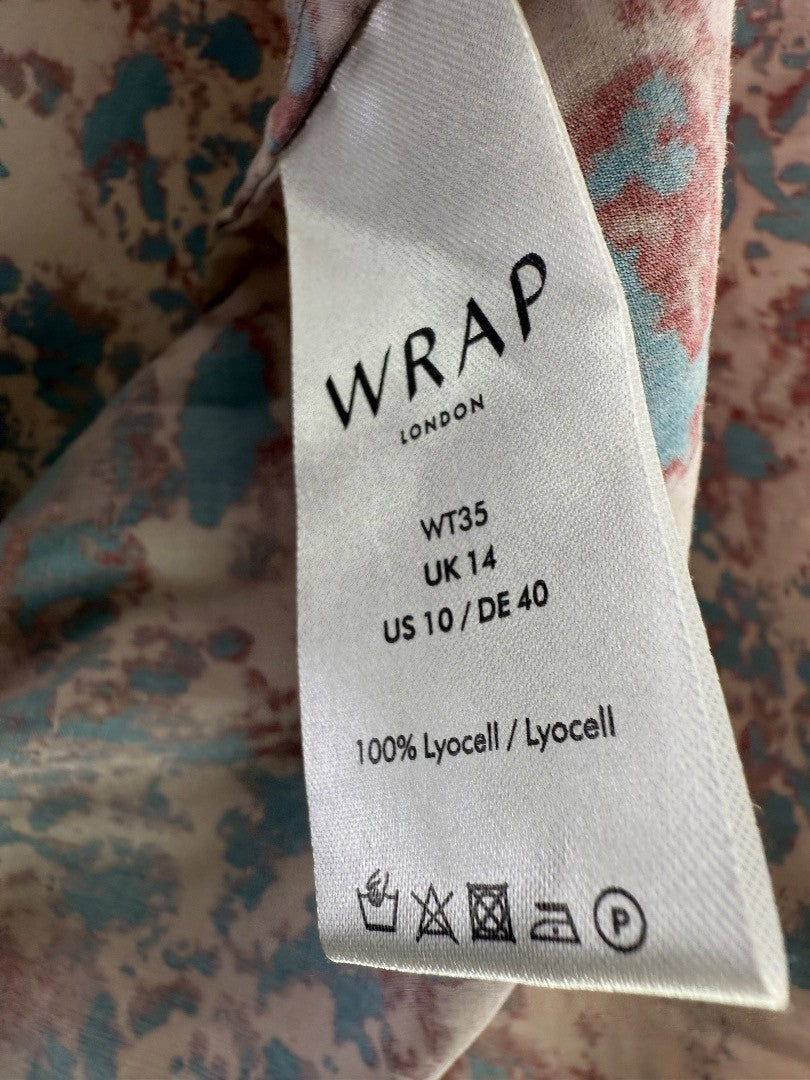 WRAP
LONDON
WT35
UK 14
US 10 / DE 40
100% Lyocell / Lyocell
P